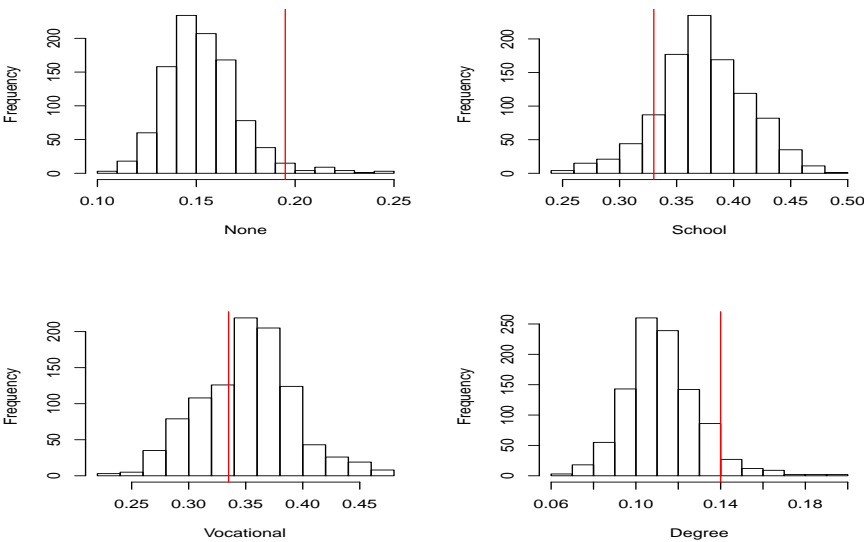 Frequency
0 50 100 150 200
0.10 0.15 0.20 0.25
None
Frequency
0 50 100 150 200
0.25 0.30 0.35 0.40 0.45 0.50
School
Frequency
0 50 100 150 200
0.25 0.30 0.35 0.40 0.45
Vocational
Frequency
0 50 100 150 200 250
0.06 0.10 0.14 0.18
Degree